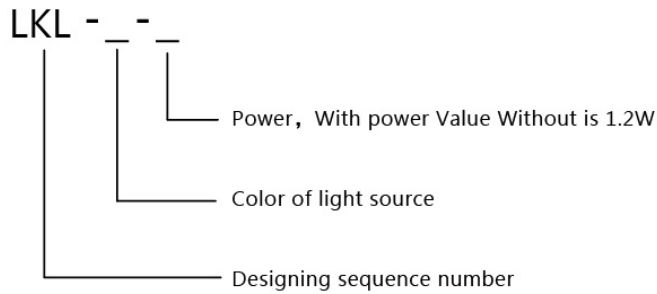 LKL -_-_
Power，With power Value Without is 1.2W
Color of light source
Designing sequence number